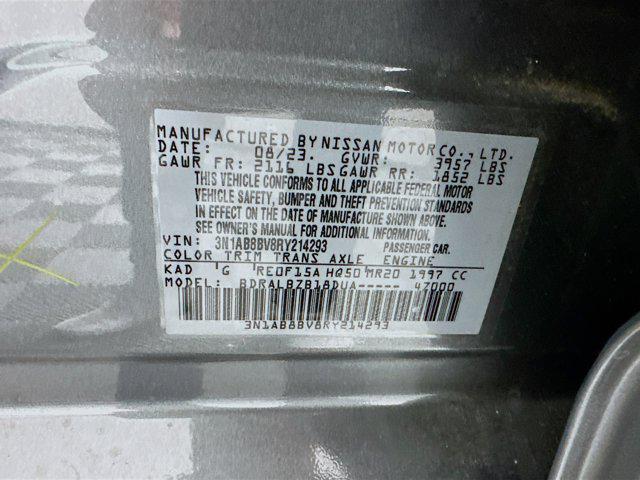 MANUFACTURED BY NISSAN MOTOR CO., LTD.
DATE: 08/23. GVWR: 3957 LBS
GAWR FR: 2116 LBS GAWR RR: 1852 LBS
THIS VEHICLE CONFORMS TO ALL APPLICABLE FEDERAL MOTOR
VEHICLE SAFETY, BUMPER AND THEFT PREVENTION STANDARDS
IN EFFECT ON THE DATE OF MANUFACTURE SHOWN ABOVE.
SEE OWNER'S MANUAL FOR ADDITIONAL INFORMATION.
VIN: 3N1AB8BV8RY214293 PASSENGER CAR.
COLOR TRIM TRANS AXLE ENGINE
KAD 'G 'RE0F15A HQ50 MR20 1997 CC
MODEL: BDRALBZB18DUA----- 47000
3N1AB8BV8RY214293